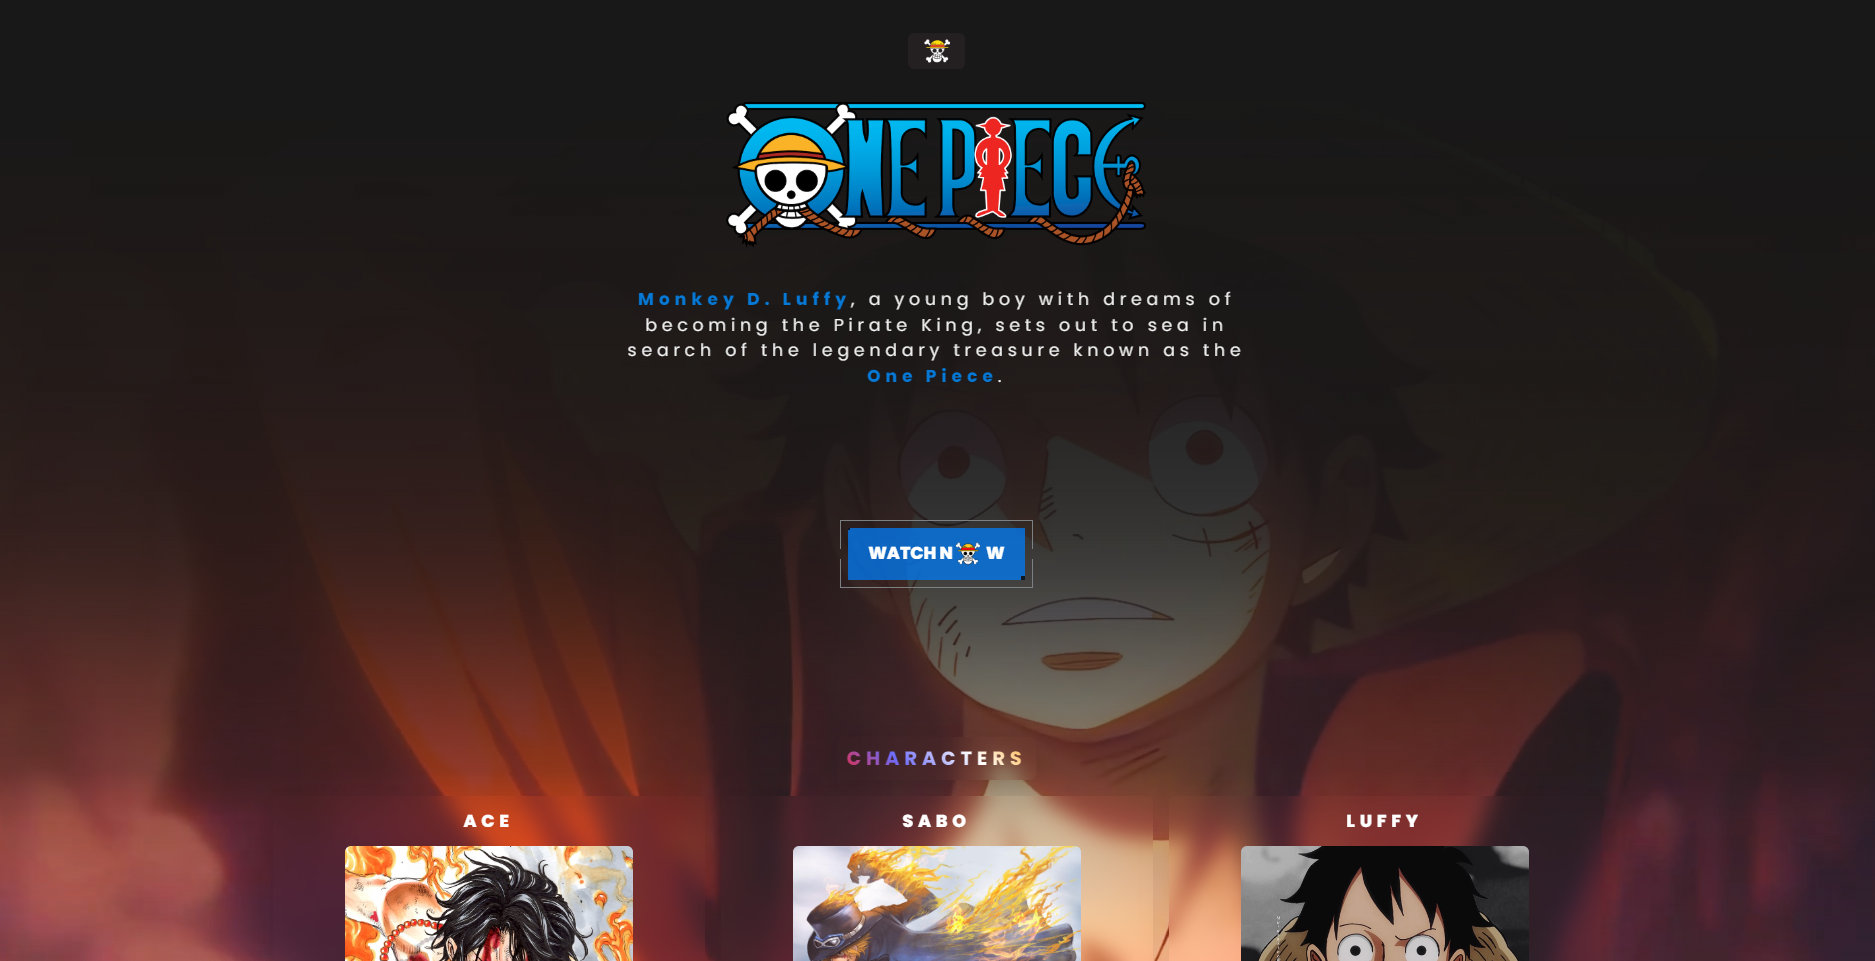 ONE PIECE
Monkey D. Luffy, a young boy with dreams of
becoming the Pirate King, sets out to sea in
search of the legendary treasure known as the
One Piece.
WATCH N W
CHARACTERS
ACE
SABO
LUFFY